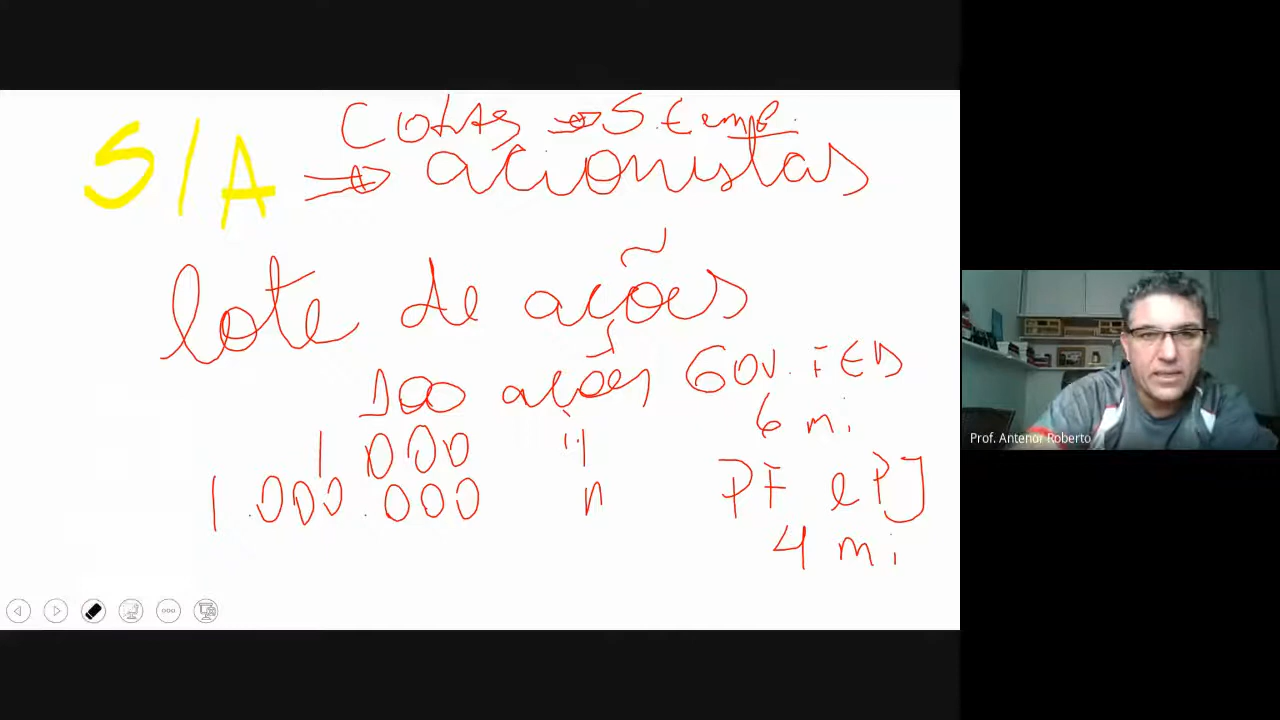 COTAS → S. Emp.
S/A ⇒ acionistas
lote de ações
100 ações
GOV. FED
6 mi
1.000 "
1.000.000 "
PF e PJ
4 mi
Prof. Antenor Roberto